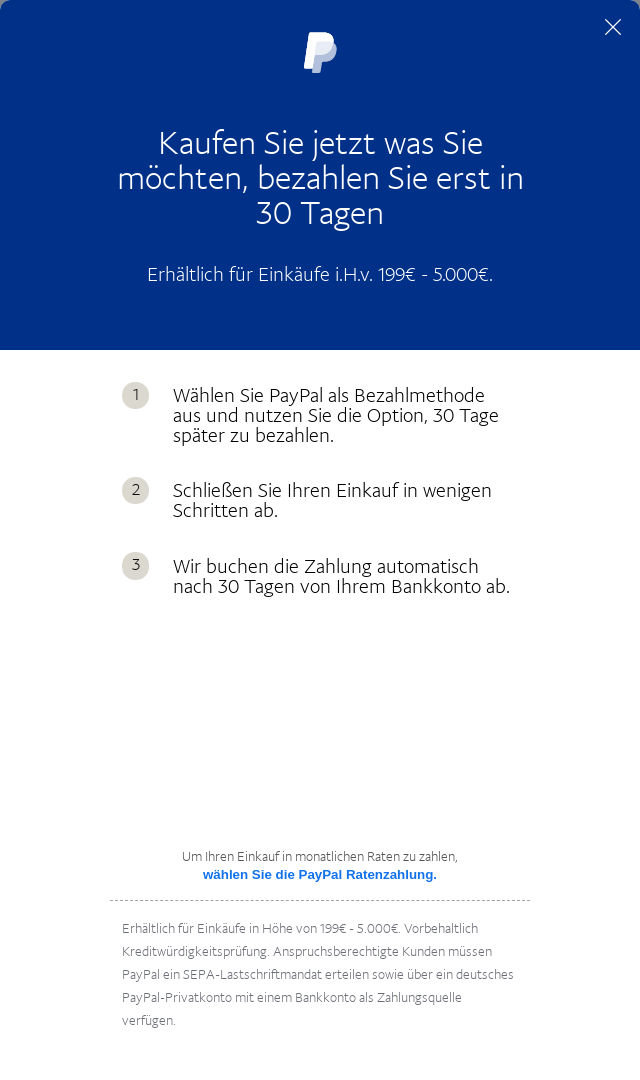 Kaufen Sie jetzt was Sie
möchten, bezahlen Sie erst in
30 Tagen
Erhältlich für Einkäufe i.H.v. 199€ - 5.000€.
1
Wählen Sie PayPal als Bezahlmethode
aus und nutzen Sie die Option, 30 Tage
später zu bezahlen.
2
Schließen Sie Ihren Einkauf in wenigen
Schritten ab.
3
Wir buchen die Zahlung automatisch
nach 30 Tagen von Ihrem Bankkonto ab.
Um Ihren Einkauf in monatlichen Raten zu zahlen,
wählen Sie die PayPal Ratenzahlung.
Erhältlich für Einkäufe in Höhe von 199€ - 5.000€. Vorbehaltlich
Kreditwürdigkeitsprüfung. Anspruchsberechtigte Kunden müssen
PayPal ein SEPA-Lastschriftmandat erteilen sowie über ein deutsches
PayPal-Privatkonto mit einem Bankkonto als Zahlungsquelle
verfügen.